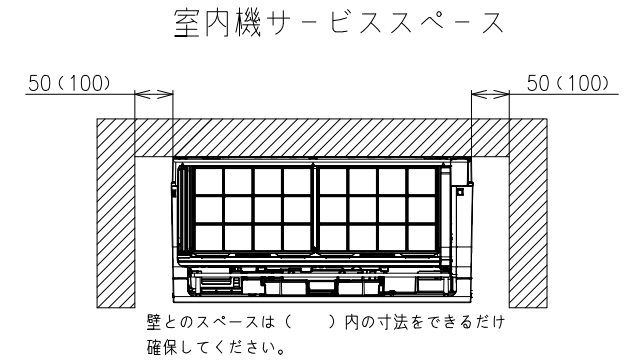 室内機サービススペース
50(100)
50(100)
壁とのスペースは(　　)内の寸法をできるだけ
確保してください。